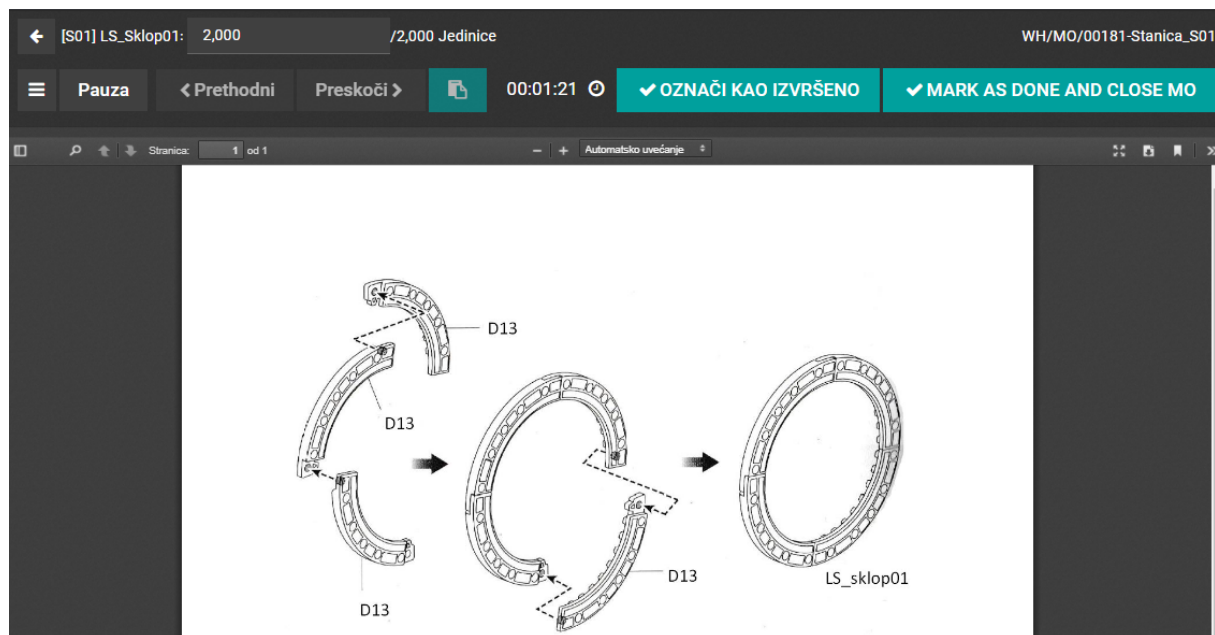 [S01] LS_Sklop01: 2,000 /2,000 Jedinice WH/MO/00181-Stanica_S01
Pauza Prethodni Preskoči 00:01:21 OZNAČI KAO IZVRŠENO MARK AS DONE AND CLOSE MO
Stranica: 1 od 1 Automatsko uvećanje
D13
D13
D13
D13
LS_sklop01